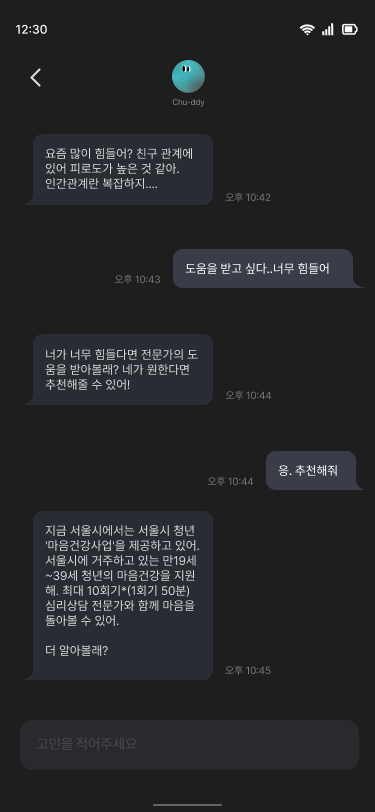 12:30
Chu-ddy
요즘 많이 힘들어? 친구 관계에
있어 피로도가 높은 것 같아.
인간관계란 복잡하지....
오후 10:42
도움을 받고 싶다..너무 힘들어
오후 10:43
너가 너무 힘들다면 전문가의 도
움을 받아볼래? 네가 원한다면
추천해줄 수 있어!
오후 10:44
응. 추천해줘
오후 10:44
지금 서울시에서는 서울시 청년
'마음건강사업'을 제공하고 있어.
서울시에 거주하고 있는 만19세
~39세 청년의 마음건강을 지원
해. 최대 10회기*(1회기 50분)
심리상담 전문가와 함께 마음을
돌아볼 수 있어.
더 알아볼래?
오후 10:45
고민을 적어주세요